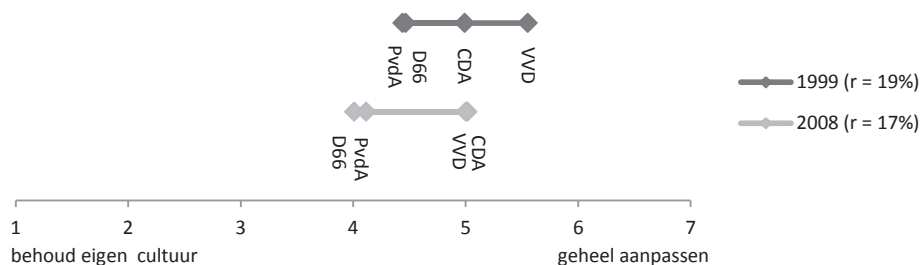 PvdA
D66
CDA
VVD
1999 (r = 19%)
2008 (r = 17%)
D66
PvdA
VVD
CDA
1 2 3 4 5 6 7
behoud eigen cultuur geheel aanpassen